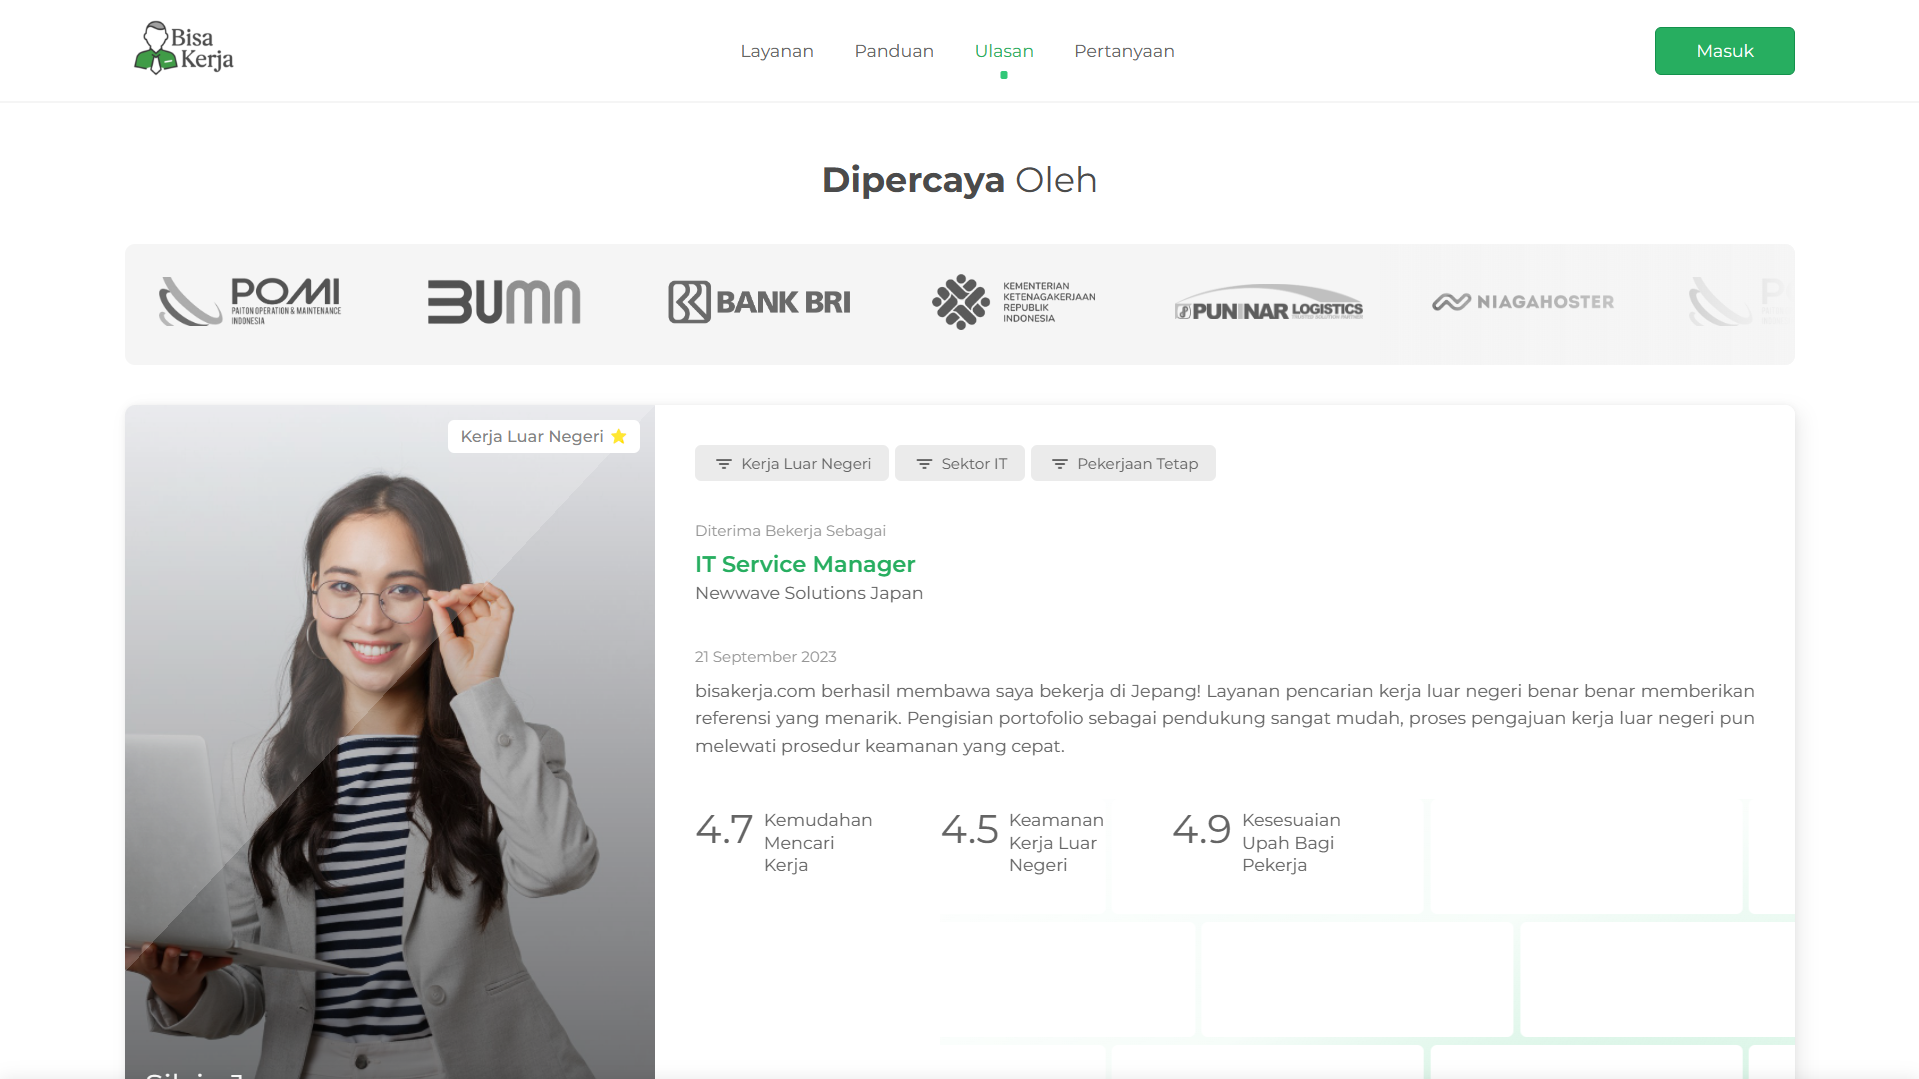 Bisa
Kerja
Layanan
Panduan
Ulasan
Pertanyaan
Masuk
Dipercaya Oleh
POMI
PAITON OPERATION & MAINTENANCE
INDONESIA
BUMN
BANK BRI
KEMENTERIAN
KETENAGAKERJAAN
REPUBLIK
INDONESIA
PUNINAR LOGISTICS
NIAGAHOSTER
Kerja Luar Negeri
Kerja Luar Negeri
Sektor IT
Pekerjaan Tetap
Diterima Bekerja Sebagai
IT Service Manager
Newwave Solutions Japan
21 September 2023
bisakerja.com berhasil membawa saya bekerja di Jepang! Layanan pencarian kerja luar negeri benar benar memberikan
referensi yang menarik. Pengisian portofolio sebagai pendukung sangat mudah, proses pengajuan kerja luar negeri pun
melewati prosedur keamanan yang cepat.
4.7 Kemudahan
Mencari
Kerja
4.5 Keamanan
Kerja Luar
Negeri
4.9 Kesesuaian
Upah Bagi
Pekerja